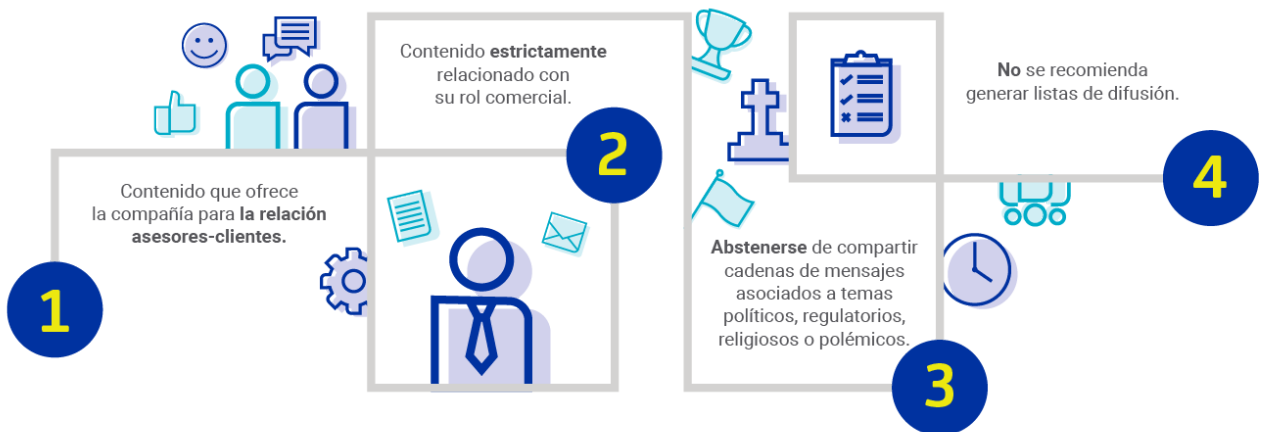 Contenido que ofrece
la compañía para la relación
asesores-clientes.
1
Contenido estrictamente
relacionado con
su rol comercial.
2
Abstenerse de compartir
cadenas de mensajes
asociados a temas
políticos, regulatorios,
religiosos o polémicos.
3
No se recomienda
generar listas de difusión.
4